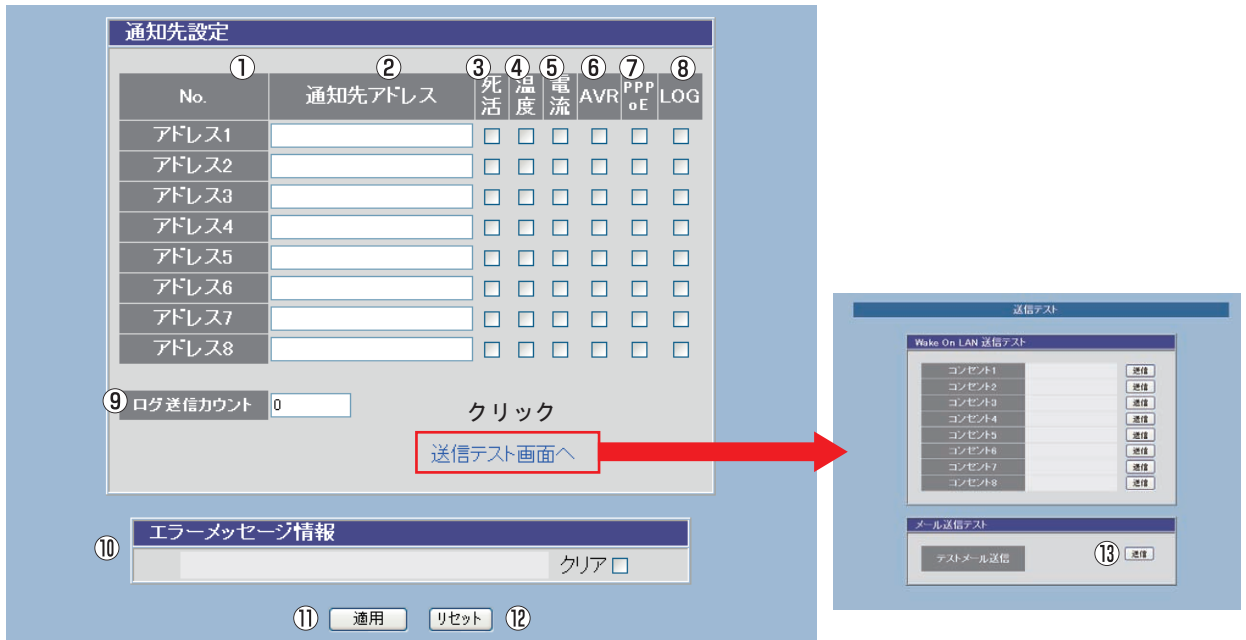 通知先設定
① ② ③ ④ ⑤ ⑥ ⑦ ⑧
No. 通知先アドレス 死活 温度 電流 AVR PPPoE LOG
アドレス1
アドレス2
アドレス3
アドレス4
アドレス5
アドレス6
アドレス7
アドレス8
⑨ ログ送信カウント 0
クリック
送信テスト画面へ
⑩ エラーメッセージ情報
クリア
⑪ 適用 リセット ⑫
送信テスト
Wake On LAN 送信テスト
コンセント1 送信
コンセント2 送信
コンセント3 送信
コンセント4 送信
コンセント5 送信
コンセント6 送信
コンセント7 送信
コンセント8 送信
メール送信テスト
テストメール送信 ⑬ 送信